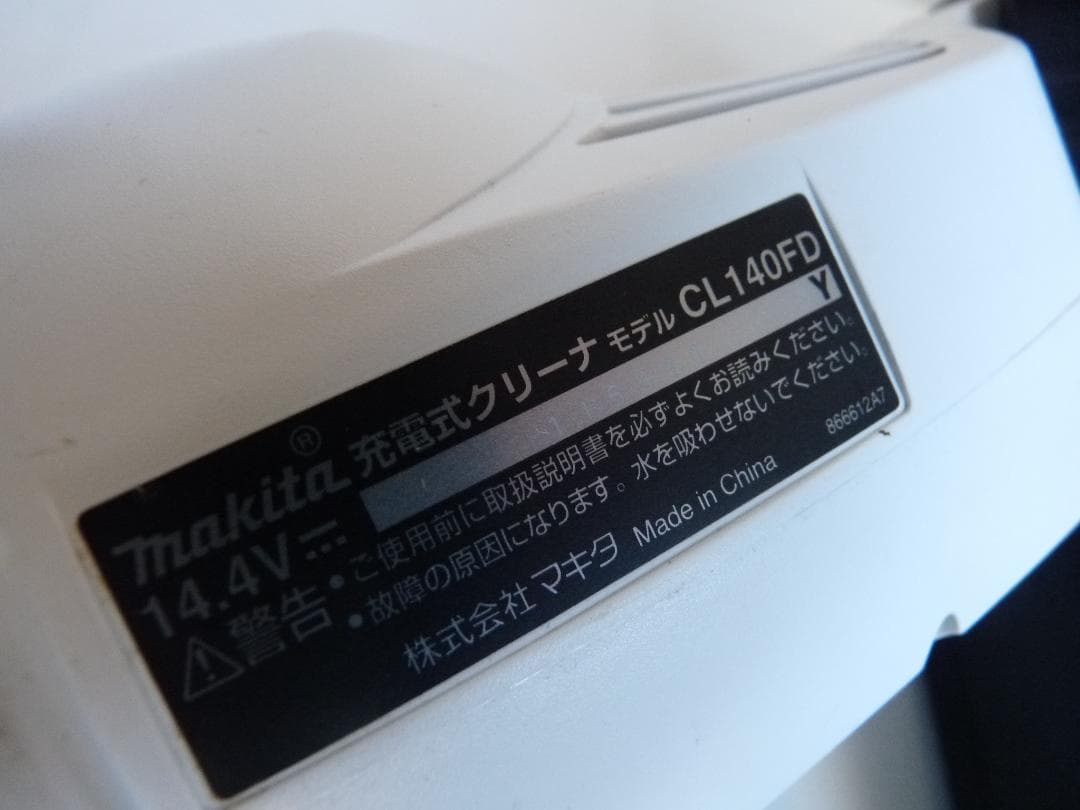 makita® 充電式クリーナ モデル CL140FD
14.4V Y
⚠警告 •ご使用前に取扱説明書を必ずよくお読みください。
•故障の原因になります。水を吸わせないでください。
株式会社マキタ Made in China 866612A7